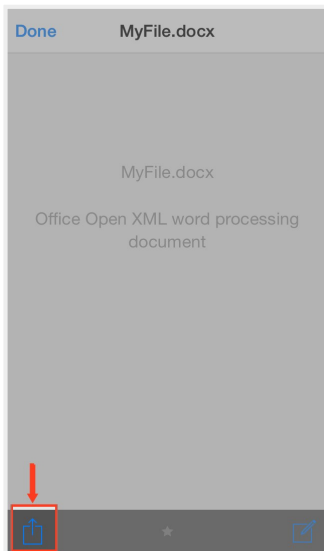 Done MyFile.docx
MyFile.docx
Office Open XML word processing
document